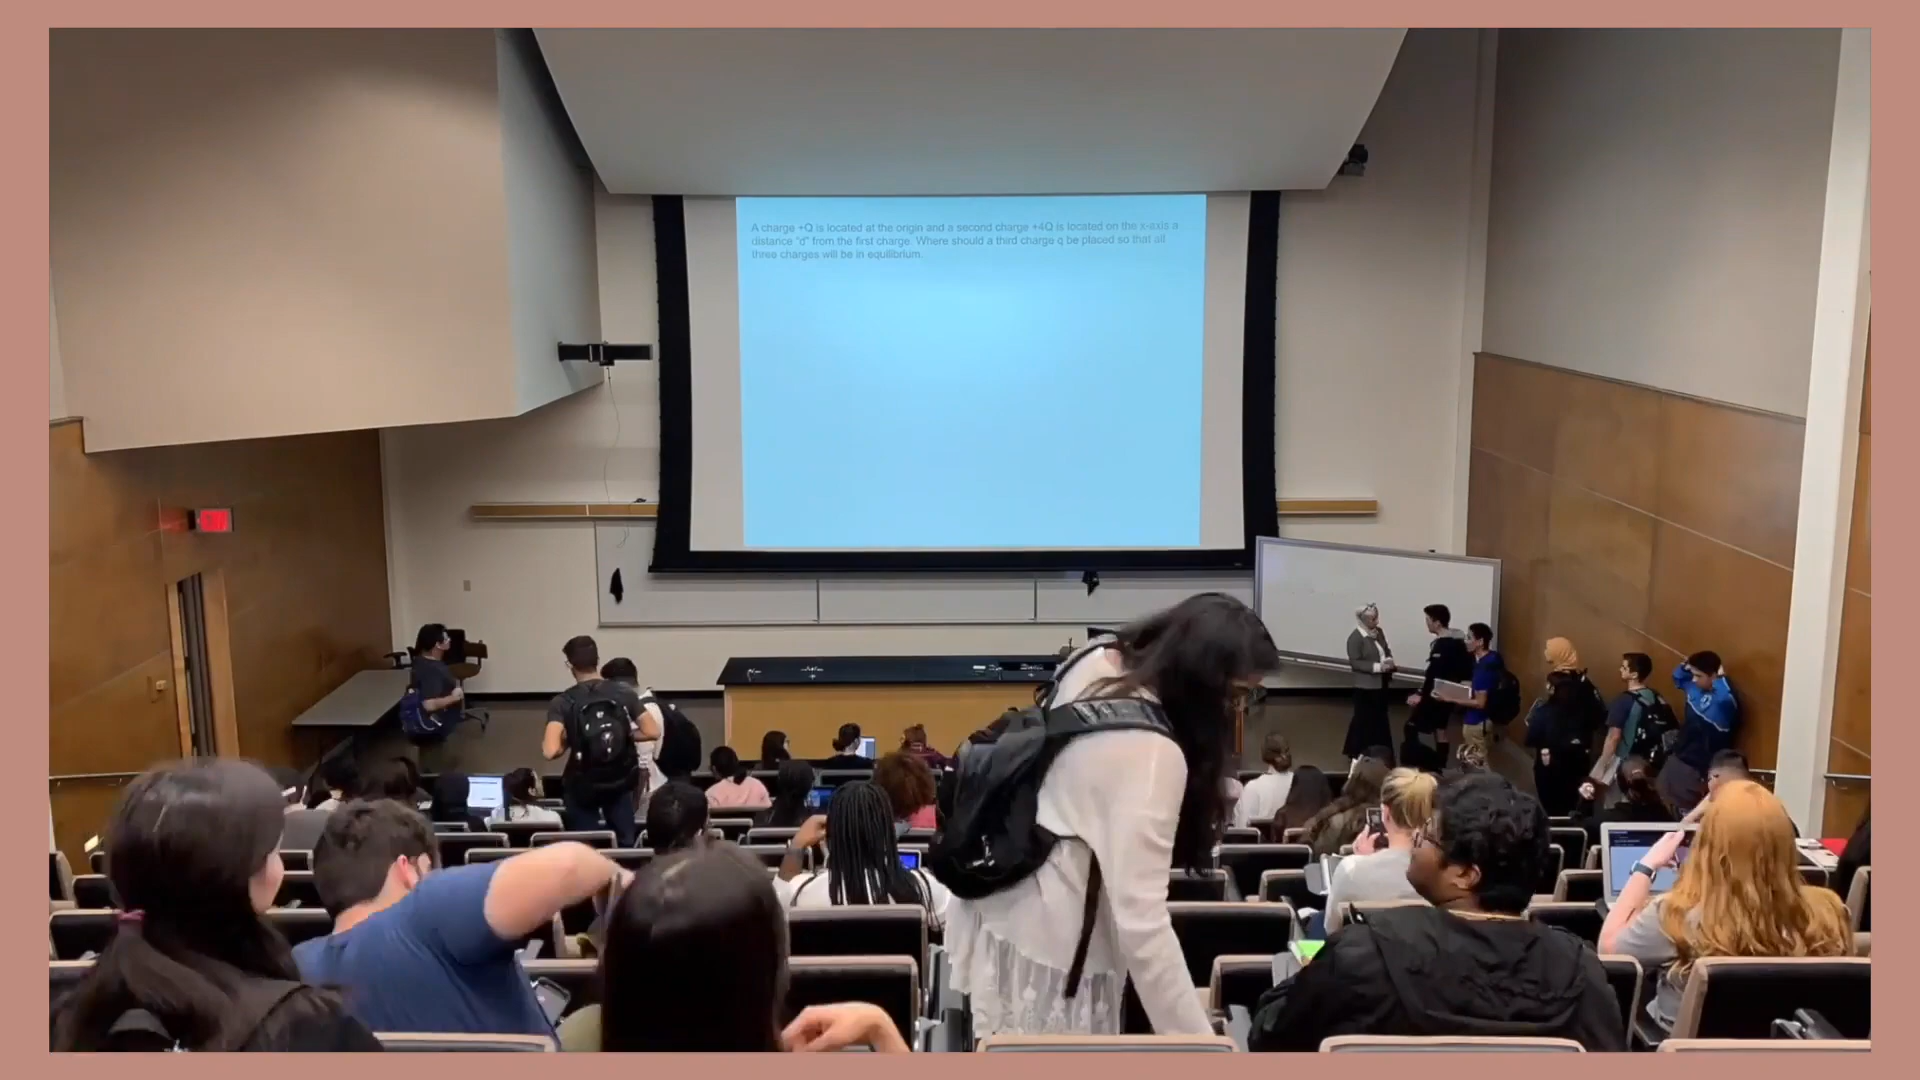 A charge +Q is located at the origin and a second charge +4Q is located on the x-axis a
distance "d" from the first charge. Where should a third charge q be placed so that all
three charges will be in equilibrium.